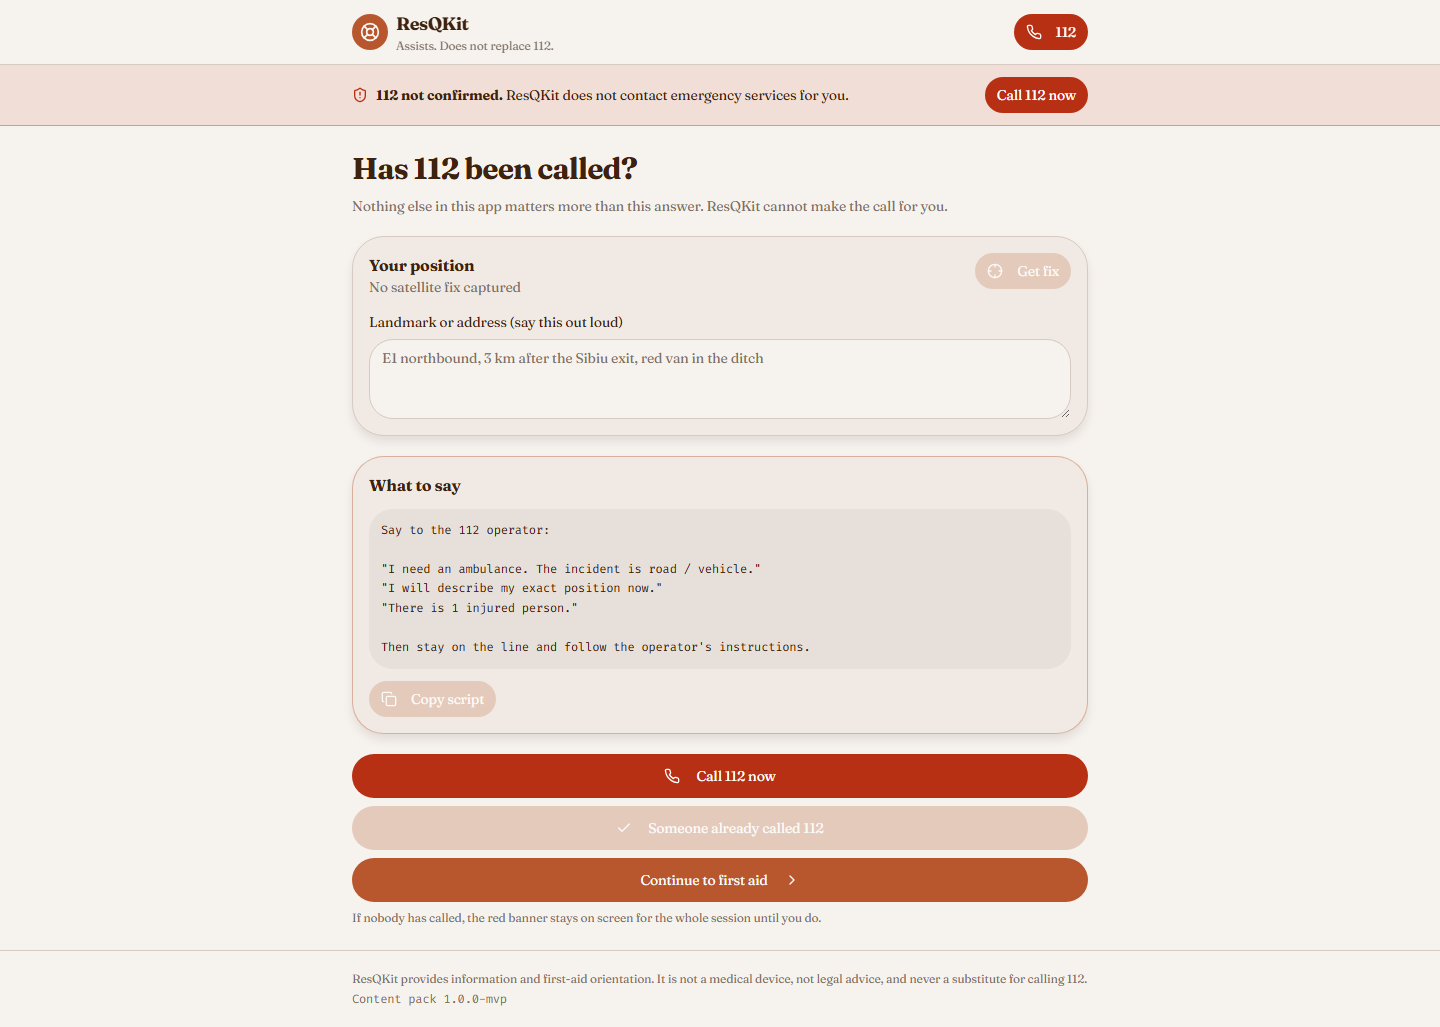 ResQKit
Assists. Does not replace 112.
112
112 not confirmed. ResQKit does not contact emergency services for you.
Call 112 now
Has 112 been called?
Nothing else in this app matters more than this answer. ResQKit cannot make the call for you.
Your position
No satellite fix captured
Get fix
Landmark or address (say this out loud)
E1 northbound, 3 km after the Sibiu exit, red van in the ditch
What to say
Say to the 112 operator:
"I need an ambulance. The incident is road / vehicle."
"I will describe my exact position now."
"There is 1 injured person."
Then stay on the line and follow the operator's instructions.
Copy script
Call 112 now
Someone already called 112
Continue to first aid
If nobody has called, the red banner stays on screen for the whole session until you do.
ResQKit provides information and first-aid orientation. It is not a medical device, not legal advice, and never a substitute for calling 112.
Content pack 1.0.0-mvp